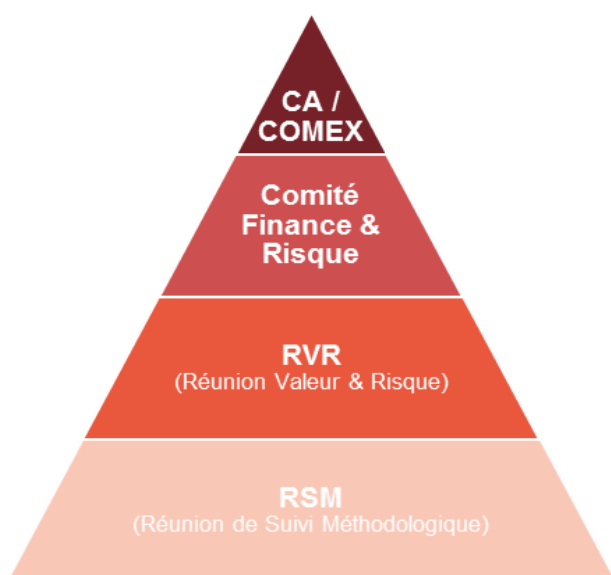 CA /
COMEX
Comité
Finance &
Risque
RVR
(Réunion Valeur & Risque)
RSM
(Réunion de Suivi Méthodologique)